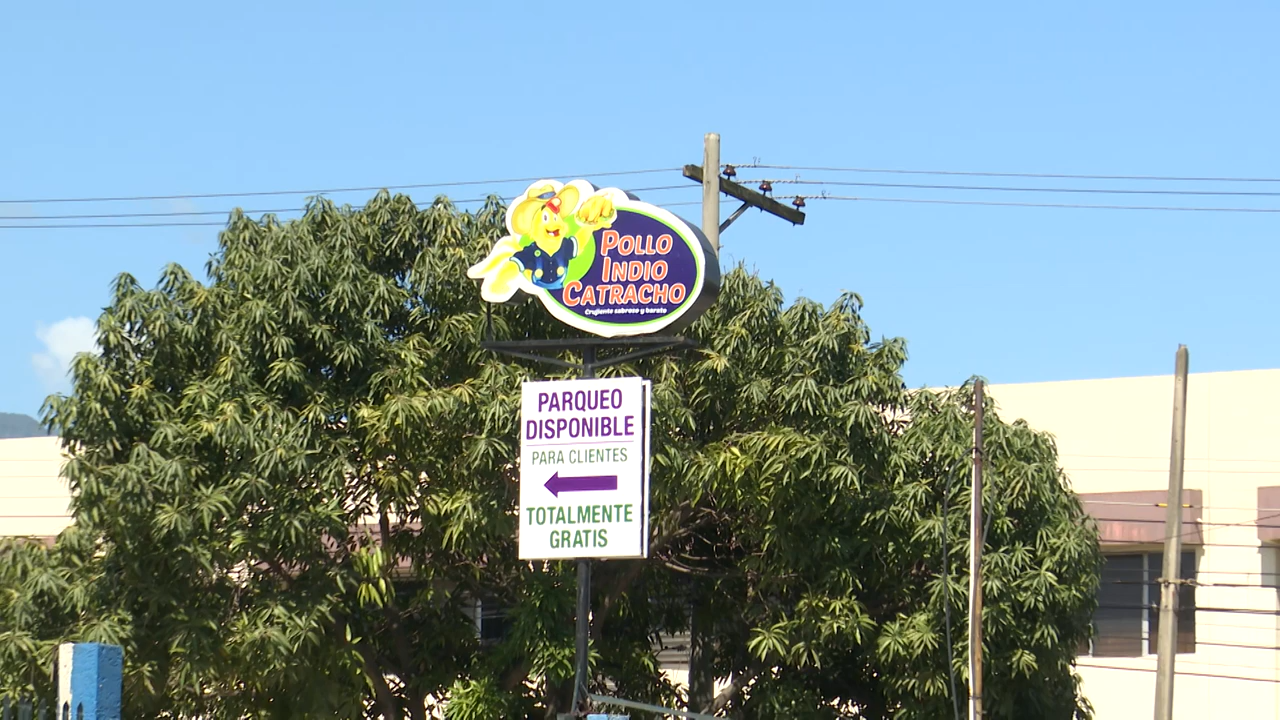 POLLO
INDIO
CATRACHO
Crujiente sabroso y barato
PARQUEO
DISPONIBLE
PARA CLIENTES
TOTALMENTE
GRATIS